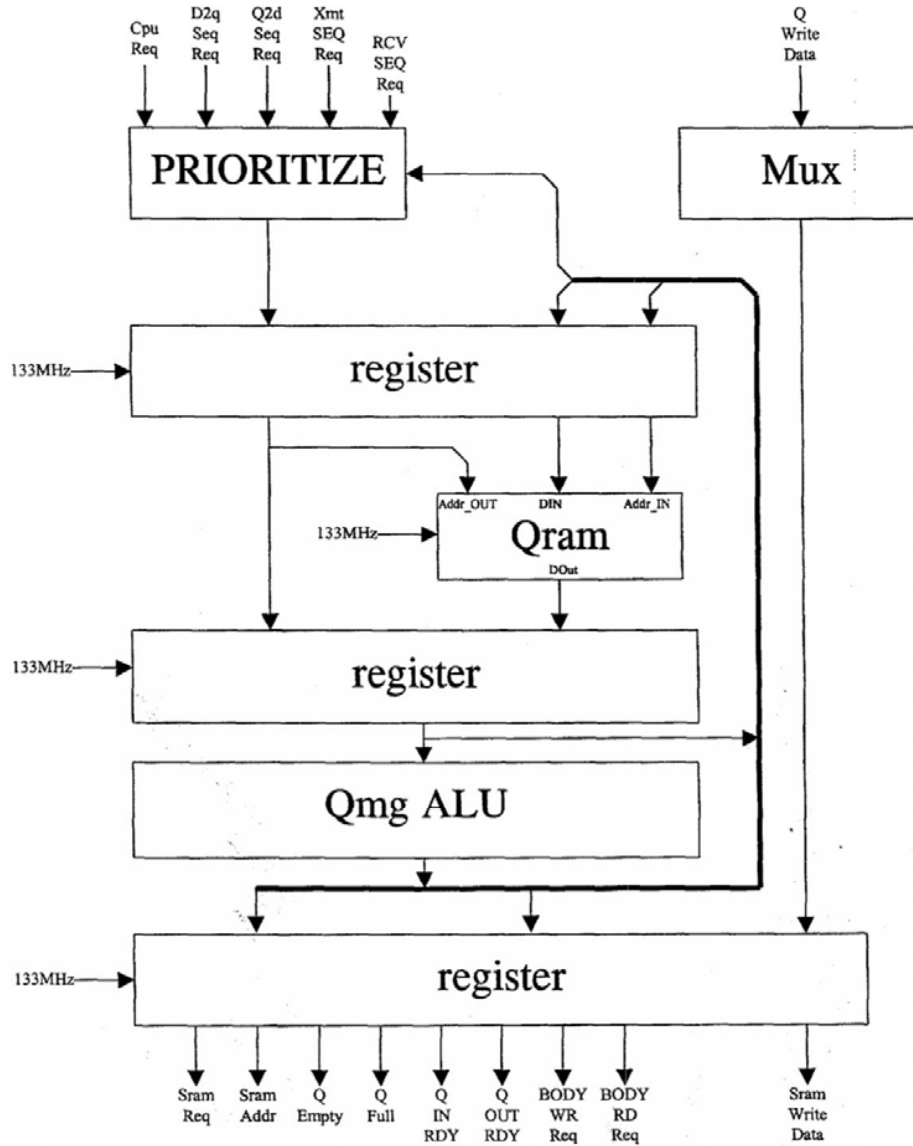 Cpu
Req
D2q
Seq
Req
Q2d
Seq
Req
Xmt
SEQ
Req
RCV
SEQ
Req
Q
Write
Data
PRIORITIZE
Mux
133MHz
register
Addr_OUT
DIN
Addr_IN
133MHz
Qram
DOut
133MHz
register
Qmg ALU
133MHz
register
Sram
Req
Sram
Addr
Q
Empty
Q
Full
Q
IN
RDY
Q
OUT
RDY
BODY
WR
Req
BODY
RD
Req
Sram
Write
Data